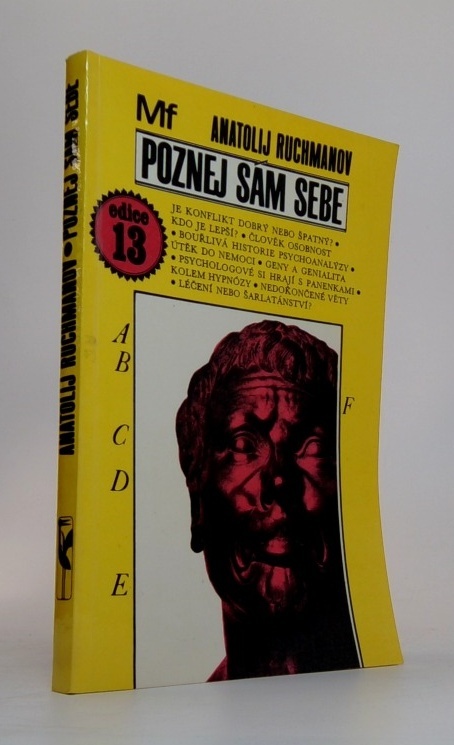 Mf
ANATOLIJ RUCHMANOV
POZNEJ SÁM SEBE
edice
13
JE KONFLIKT DOBRÝ NEBO ŠPATNÝ? •
KDO JE LEPŠÍ? • ČLOVĚK OSOBNOST
• BOUŘLIVÁ HISTORIE PSYCHOANALÝZY •
ÚTĚK DO NEMOCI • GENY A GENIALITA
• PSYCHOLOGOVÉ SI HRAJÍ S PANENKAMI •
KOLEM HYPNÓZY • NEDOKONČENÉ VĚTY
• LÉČENÍ NEBO ŠARLATÁNSTVÍ?
A
B
C
D
E
F
ANATOLIJ RUCHMANOV • POZNEJ SÁM SEBE